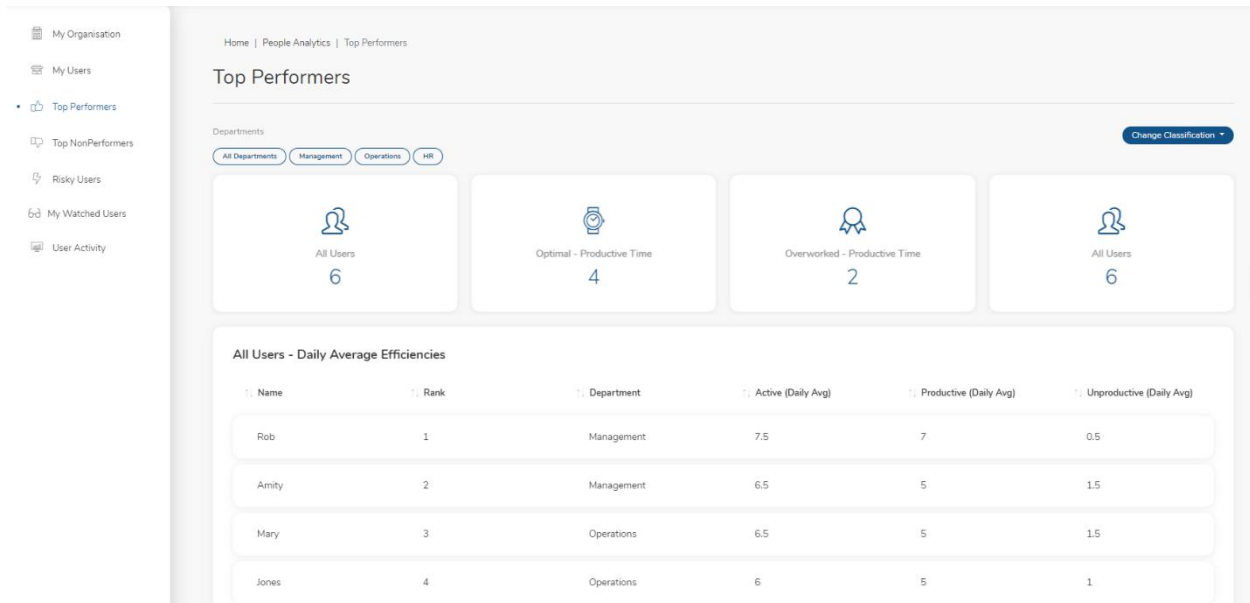 My Organisation
My Users
Top Performers
Top NonPerformers
Risky Users
My Watched Users
User Activity
Home | People Analytics | Top Performers
Top Performers
Departments
All Departments Management Operations HR
Change Classification
All Users
6
Optimal - Productive Time
4
Overworked - Productive Time
2
All Users
6
All Users - Daily Average Efficiencies
Name Rank Department Active (Daily Avg) Productive (Daily Avg) Unproductive (Daily Avg)
Rob 1 Management 7.5 7 0.5
Amity 2 Management 6.5 5 1.5
Mary 3 Operations 6.5 5 1.5
Jones 4 Operations 6 5 1